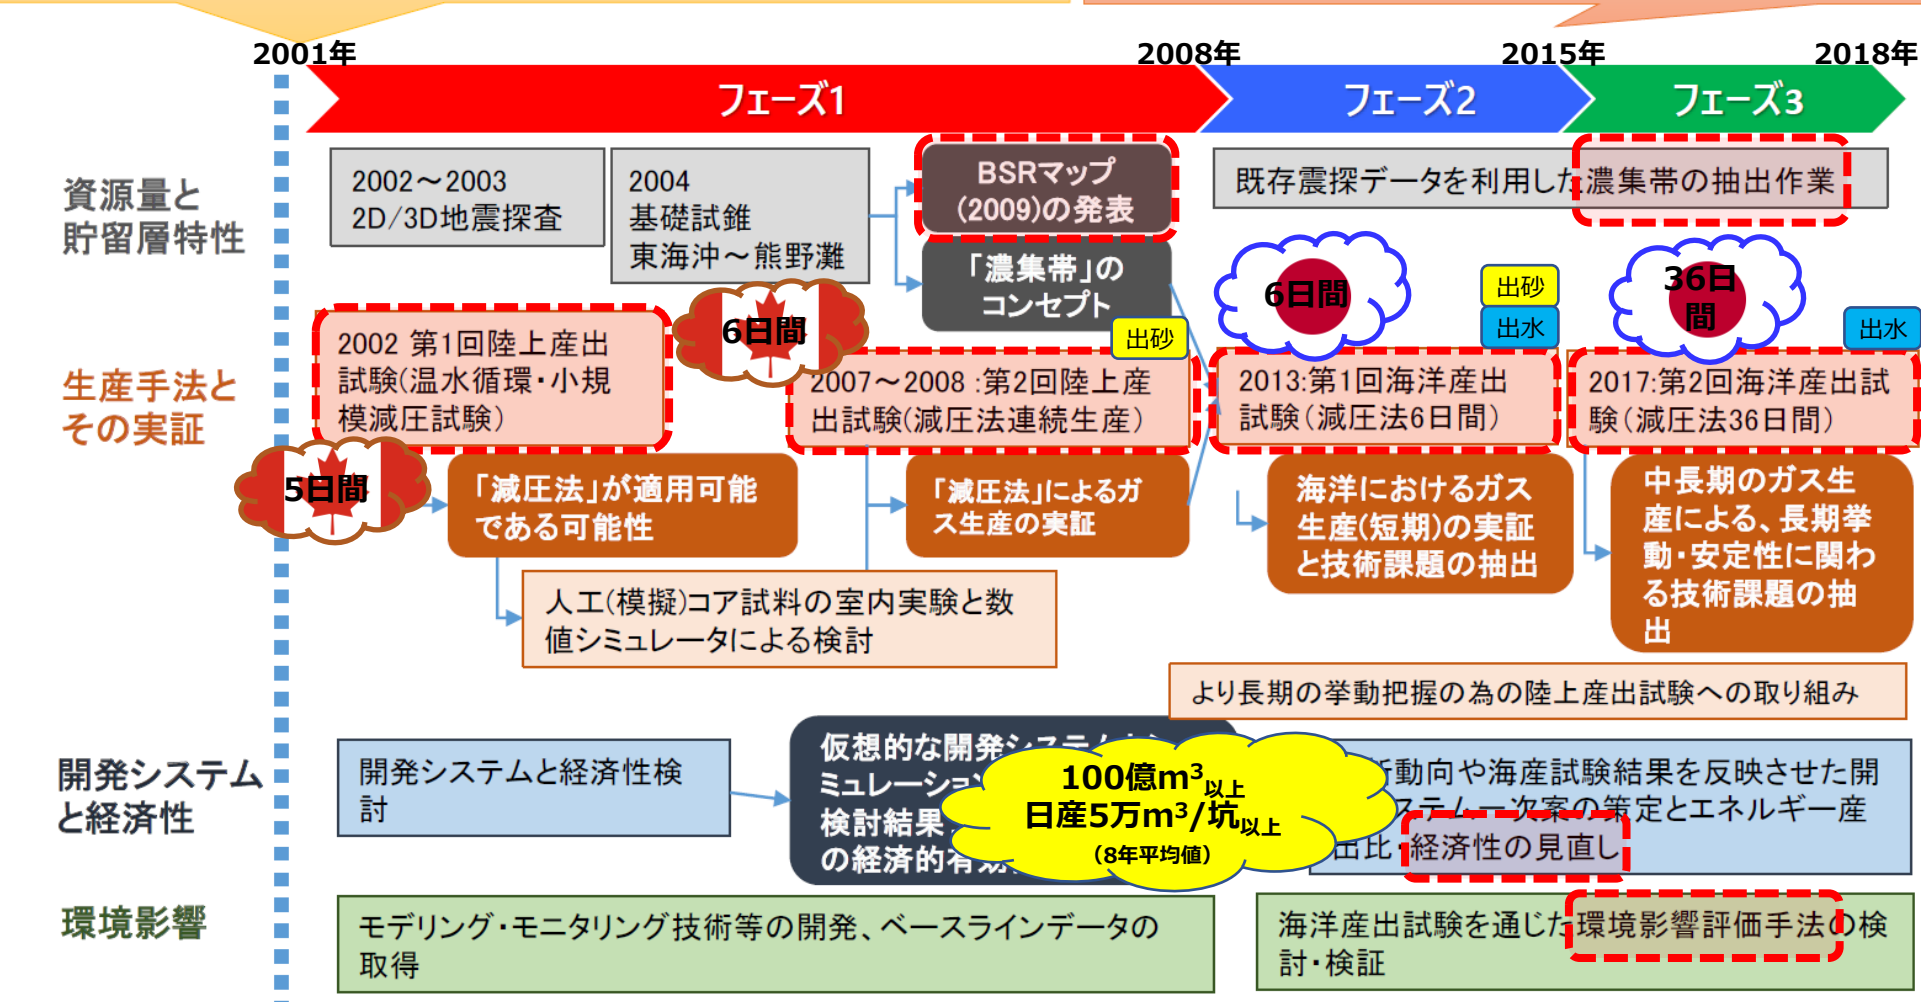 2001年
2008年
2015年
2018年
フェーズ1
フェーズ2
フェーズ3
資源量と
貯留層特性
2002～2003
2D/3D地震探査
2004
基礎試錐
東海沖～熊野灘
BSRマップ
(2009)の発表
「濃集帯」の
コンセプト
既存震探データを利用した濃集帯の抽出作業
6日間
出砂
出水
36日
間
出水
生産手法と
その実証
2002 第1回陸上産出
試験(温水循環・小規
模減圧試験)
6日間
出砂
2007～2008 :第2回陸上産
出試験(減圧法連続生産)
2013:第1回海洋産出
試験(減圧法6日間)
2017:第2回海洋産出試
験(減圧法36日間)
5日間
「減圧法」が適用可能
である可能性
「減圧法」によるガ
ス生産の実証
海洋におけるガス
生産(短期)の実証
と技術課題の抽出
中長期のガス生
産による、長期挙
動・安定性に関わ
る技術課題の抽
出
人工(模擬)コア試料の室内実験と数
値シミュレータによる検討
より長期の挙動把握の為の陸上産出試験への取り組み
開発システム
と経済性
開発システムと経済性検
討
仮想的な開発システム
ミュレーション
検討結果
の経済的有効
100億m³以上
日産5万m³/坑以上
（8年平均値）
動向や海産試験結果を反映させた開
ステム一次案の策定とエネルギー産
出比・経済性の見直し
環境影響
モデリング・モニタリング技術等の開発、ベースラインデータの
取得
海洋産出試験を通じた環境影響評価手法の検
討・検証